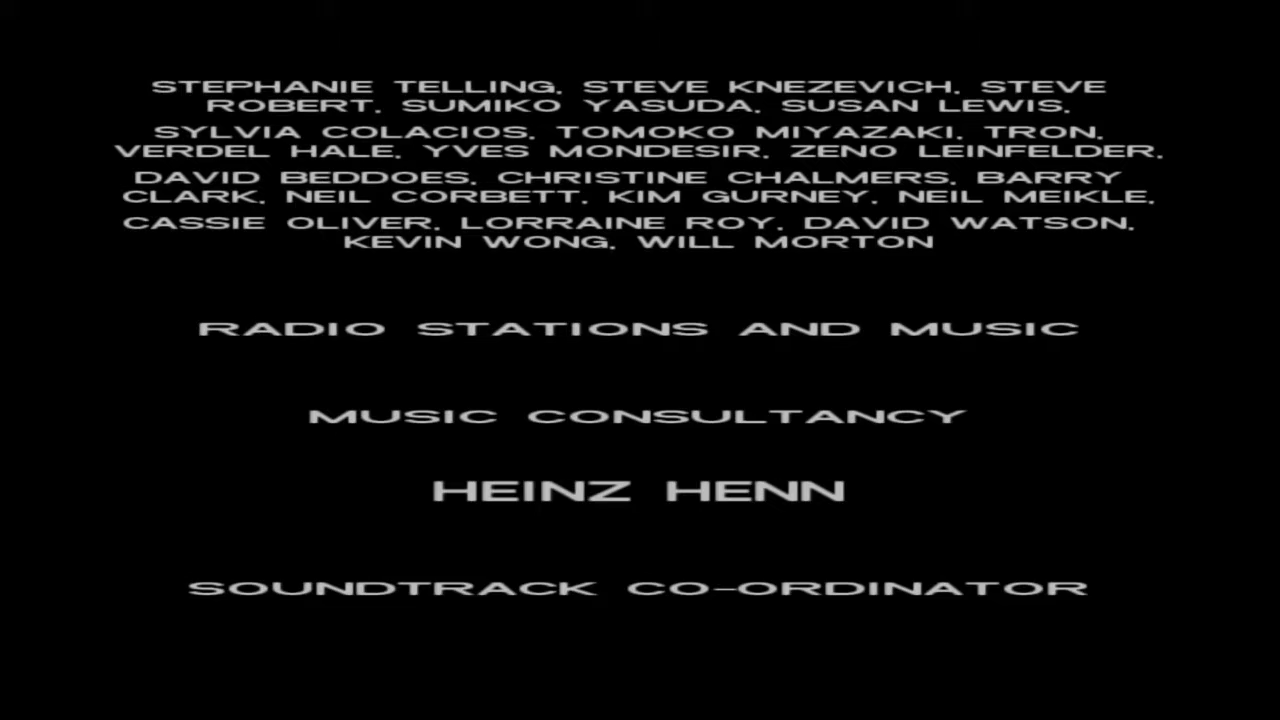 STEPHANIE TELLING, STEVE KNEZEVICH, STEVE
ROBERT, SUMIKO YASUDA, SUSAN LEWIS,
SYLVIA COLACIOS, TOMOKO MIYAZAKI, TRON,
VERDEL HALE, YVES MONDESIR, ZENO LEINFELDER,
DAVID BEDDOES, CHRISTINE CHALMERS, BARRY
CLARK, NEIL CORBETT, KIM GURNEY, NEIL MEIKLE,
CASSIE OLIVER, LORRAINE ROY, DAVID WATSON,
KEVIN WONG, WILL MORTON
RADIO STATIONS AND MUSIC
MUSIC CONSULTANCY
HEINZ HENN
SOUNDTRACK CO-ORDINATOR